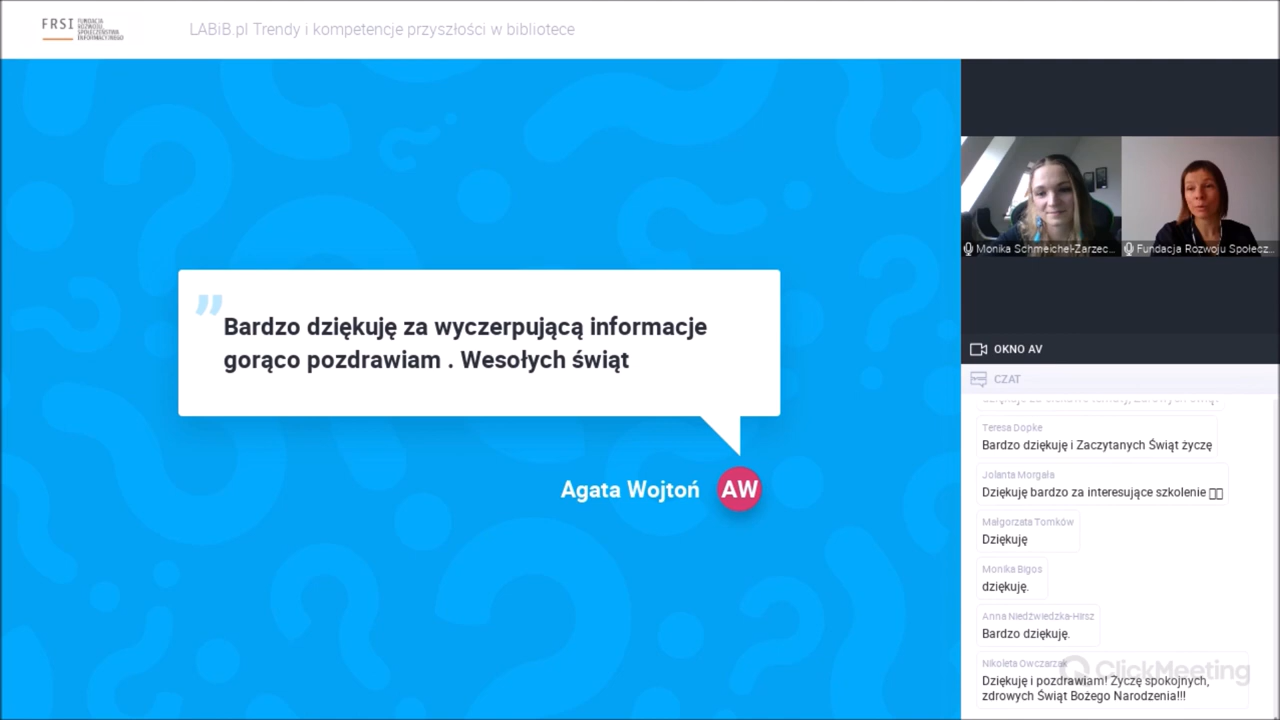 FRSI
FUNDACJA
ROZWOJU
SPOŁECZEŃSTWA
INFORMACYJNEGO
LABiB.pl Trendy i kompetencje przyszłości w bibliotece
”
Bardzo dziękuję za wyczerpującą informacje
gorąco pozdrawiam . Wesołych świąt
Agata Wojtoń
AW
Monika Schmeichel-Zarzec...
Fundacja Rozwoju Społecz...
OKNO AV
CZAT
Teresa Dopke
Bardzo dziękuję i Zaczytanych Świąt życzę
Jolanta Morgała
Dziękuję bardzo za interesujące szkolenie
Małgorzata Tomków
Dziękuję
Monika Bigos
dziękuję.
Anna Niedźwiedzka-Hirsz
Bardzo dziękuję.
Nikoleta Owczarzak
Dziękuję i pozdrawiam! Życzę spokojnych,
zdrowych Świąt Bożego Narodzenia!!!
ClickMeeting